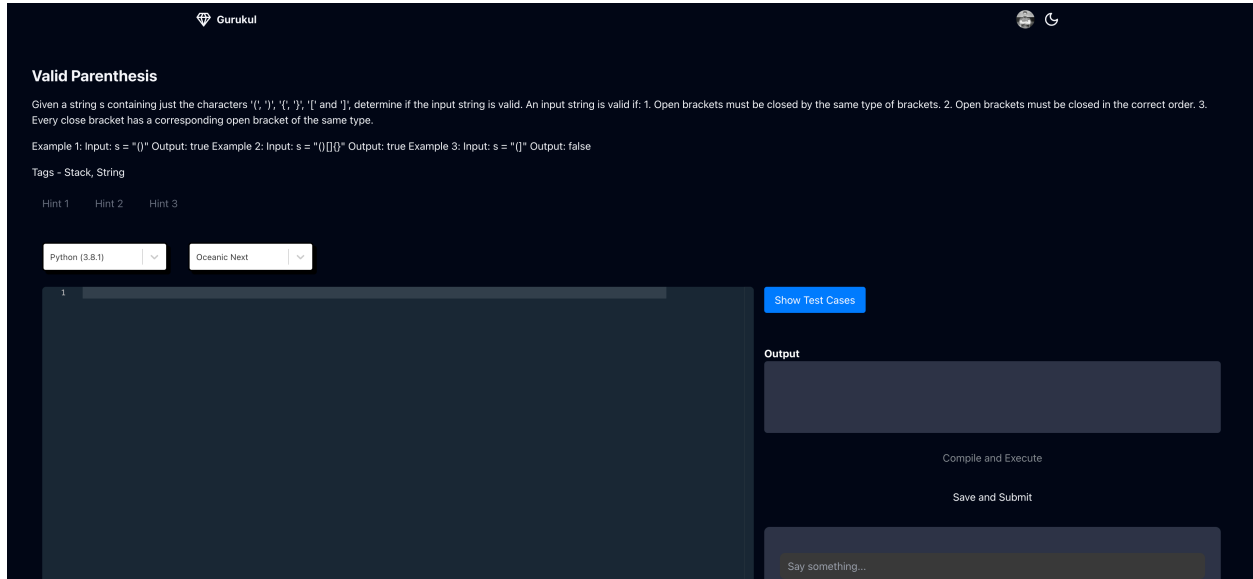 Gurukul
Valid Parenthesis
Given a string s containing just the characters '(', ')', '{', '}', '[' and ']', determine if the input string is valid. An input string is valid if: 1. Open brackets must be closed by the same type of brackets. 2. Open brackets must be closed in the correct order. 3.
Every close bracket has a corresponding open bracket of the same type.
Example 1: Input: s = "()" Output: true Example 2: Input: s = "()[]{}" Output: true Example 3: Input: s = "(]" Output: false
Tags - Stack, String
Hint 1 Hint 2 Hint 3
Python (3.8.1) Oceanic Next
1
Show Test Cases
Output
Compile and Execute
Save and Submit
Say something...